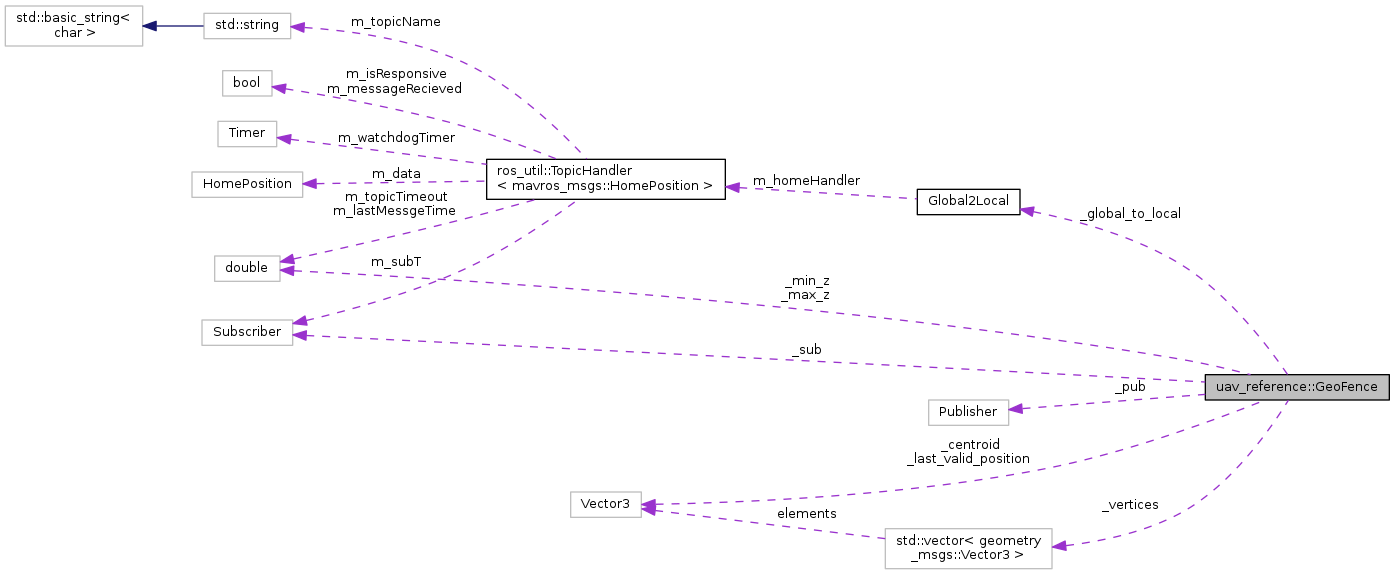 std::basic_string<
char >
std::string
m_topicName
bool
m_isResponsive
m_messageRecieved
Timer
m_watchdogTimer
HomePosition
m_data
ros_util::TopicHandler
< mavros_msgs::HomePosition >
m_homeHandler
Global2Local
_global_to_local
m_topicTimeout
m_lastMessgeTime
double
m_subT
_min_z
_max_z
Subscriber
_sub
uav_reference::GeoFence
_pub
Publisher
_centroid
_last_valid_position
Vector3
elements
_vertices
std::vector< geometry
_msgs::Vector3 >